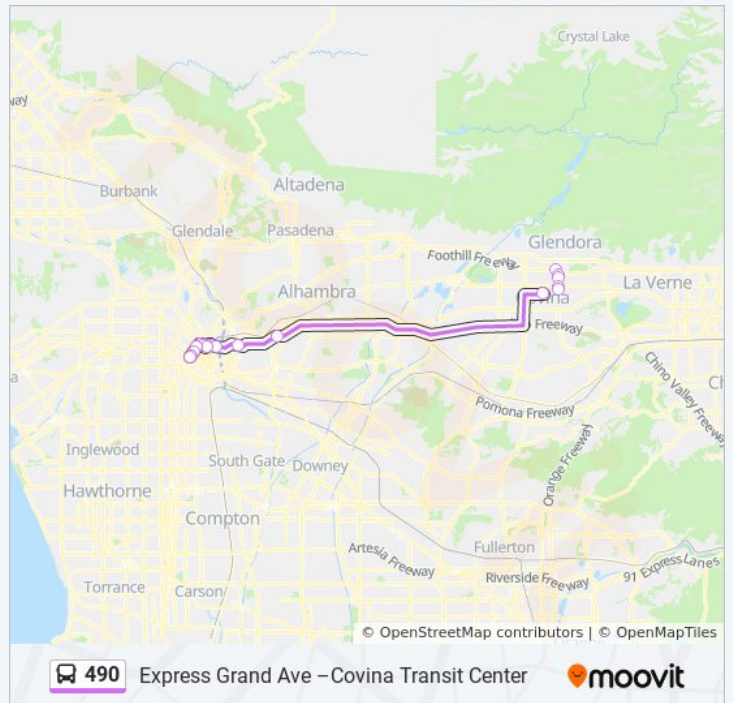 Crystal Lake
way
Burbank
Altadena
Glendale
Pasadena
Glendora
Foothill Freeway
La Verne
Alhambra
ina
Freeway
a
Chino Valley Freeway
Ch
Pomona Freeway
Orange Freeway
Inglewood
South Gate
Downey
Hawthorne
Compton
Fullerton
Artesia Freeway
Riverside Freeway
91 Express Lanes
Torrance
Carson
© OpenStreetMap contributors | © OpenMapTiles
490 Express Grand Ave –Covina Transit Center moovit